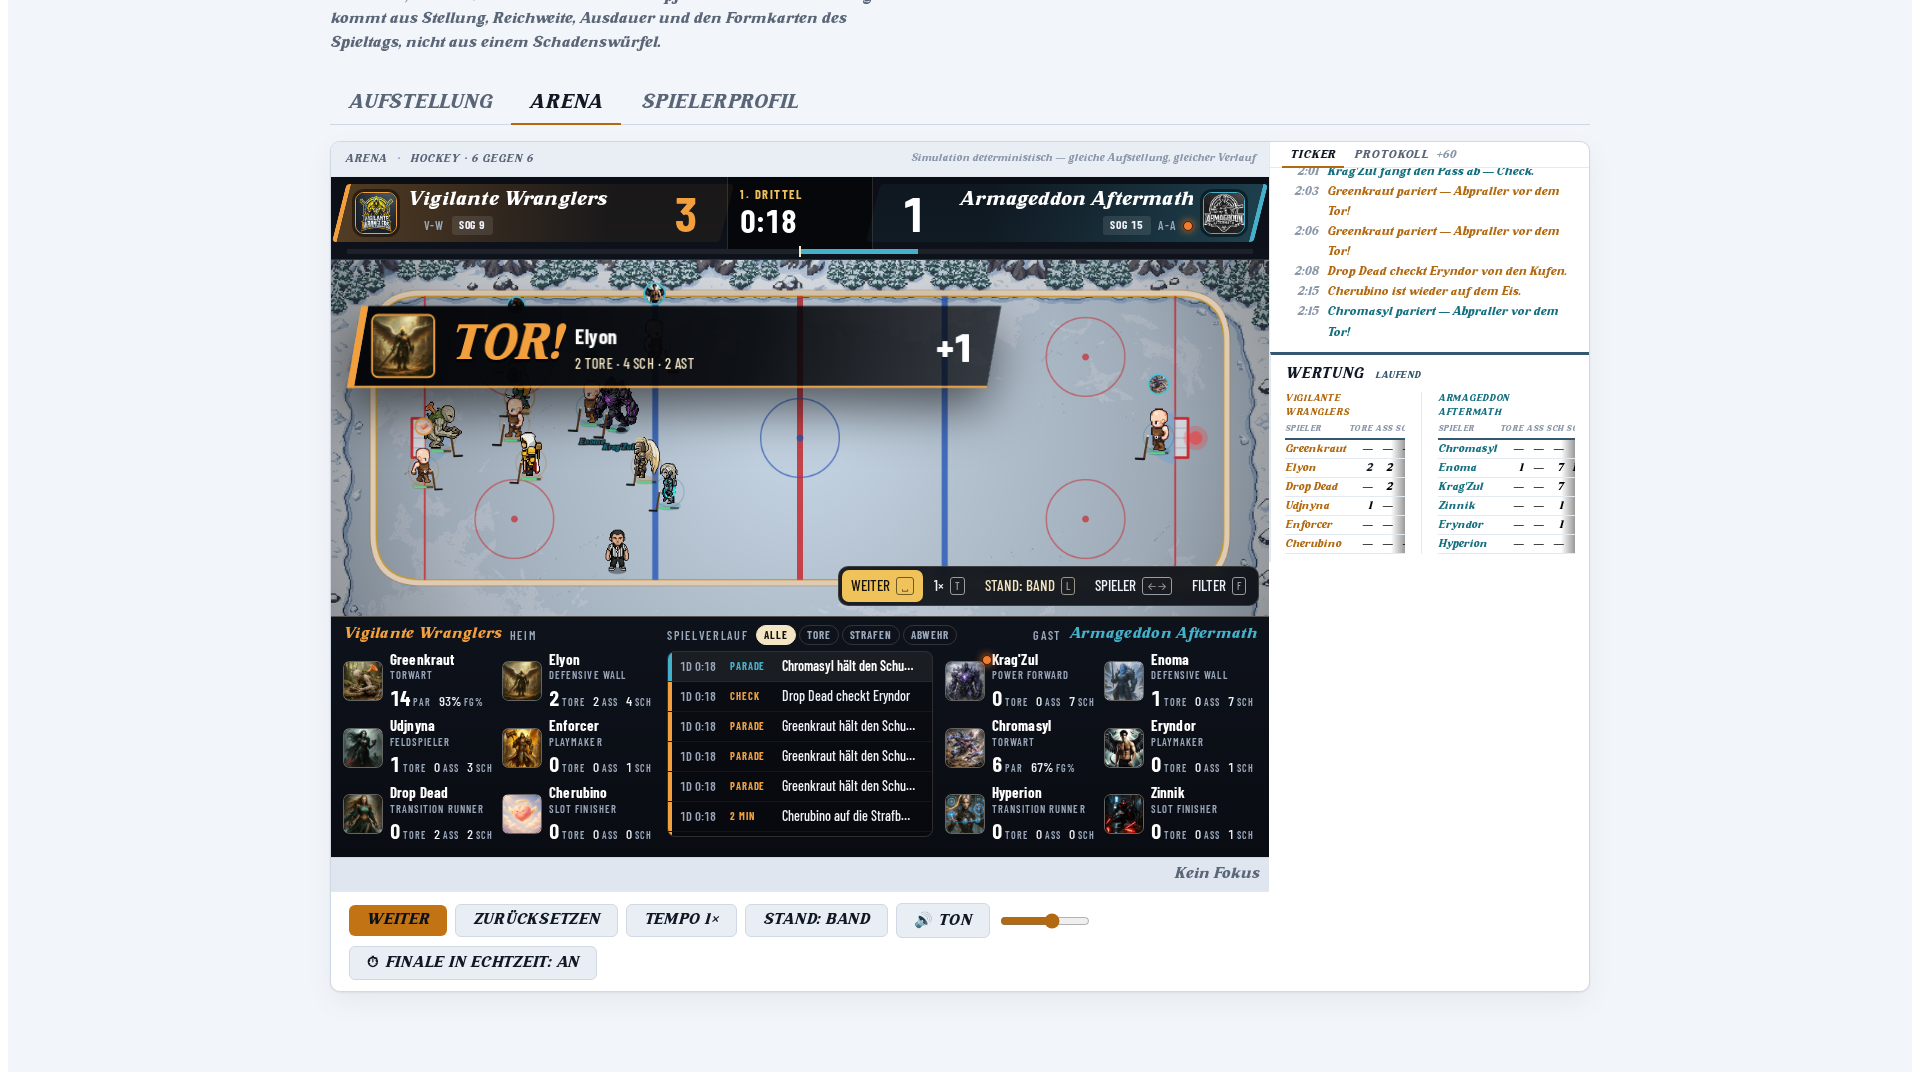 kommt aus Stellung, Reichweite, Ausdauer und den Formkarten des
Spieltags, nicht aus einem Schadenswürfel.
AUFSTELLUNG ARENA SPIELERPROFIL
ARENA · HOCKEY · 6 GEGEN 6
Simulation deterministisch — gleiche Aufstellung, gleicher Verlauf
Vigilante Wranglers
V-W SOG 9
3
1. DRITTEL
0:18
1
Armageddon Aftermath
SOG 15 A-A
TOR! Elyon
2 TORE · 4 SCH · 2 AST
+1
WEITER 1× T STAND: BAND L SPIELER ←→ FILTER F
Vigilante Wranglers HEIM
Greenkraut
TORWART
14 PAR 93% FG%
Elyon
DEFENSIVE WALL
2 TORE 2 ASS 4 SCH
Udjnyna
FELDSPIELER
1 TORE 0 ASS 3 SCH
Enforcer
PLAYMAKER
0 TORE 0 ASS 1 SCH
Drop Dead
TRANSITION RUNNER
0 TORE 2 ASS 2 SCH
Cherubino
SLOT FINISHER
0 TORE 0 ASS 0 SCH
SPIELVERLAUF ALLE TORE STRAFEN ABWEHR
1D 0:18 PARADE Chromasyl hält den Schu...
1D 0:18 CHECK Drop Dead checkt Eryndor
1D 0:18 PARADE Greenkraut hält den Schu...
1D 0:18 PARADE Greenkraut hält den Schu...
1D 0:18 PARADE Greenkraut hält den Schu...
1D 0:18 2 MIN Cherubino auf die Strafb...
GAST Armageddon Aftermath
Krag'Zul
POWER FORWARD
0 TORE 0 ASS 7 SCH
Enoma
DEFENSIVE WALL
1 TORE 0 ASS 7 SCH
Chromasyl
TORWART
6 PAR 67% FG%
Eryndor
PLAYMAKER
0 TORE 0 ASS 1 SCH
Hyperion
TRANSITION RUNNER
0 TORE 0 ASS 0 SCH
Zinnik
SLOT FINISHER
0 TORE 0 ASS 1 SCH
Kein Fokus
WEITER ZURÜCKSETZEN TEMPO 1× STAND: BAND TON
FINALE IN ECHTZEIT: AN
TICKER PROTOKOLL +60
2:01 Krag'Zul fängt den Pass ab — Check.
2:03 Greenkraut pariert — Abpraller vor dem
Tor!
2:06 Greenkraut pariert — Abpraller vor dem
Tor!
2:08 Drop Dead checkt Eryndor von den Kufen.
2:15 Cherubino ist wieder auf dem Eis.
2:15 Chromasyl pariert — Abpraller vor dem
Tor!
WERTUNG LAUFEND
VIGILANTE
WRANGLERS
SPIELER TORE ASS
Greenkraut — —
Elyon 2 2
Drop Dead — 2
Udjnyna 1 —
Enforcer — —
Cherubino — —
ARMAGEDDON
AFTERMATH
SPIELER TORE ASS SCH
Chromasyl — — —
Enoma 1 — 7
Krag'Zul — — 7
Zinnik — — 1
Eryndor — — 1
Hyperion — — —